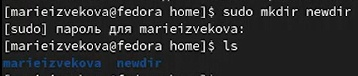 [marieizvekova@fedora home]$ sudo mkdir newdir
[sudo] пароль для marieizvekova:
[marieizvekova@fedora home]$ ls
marieizvekova  newdir